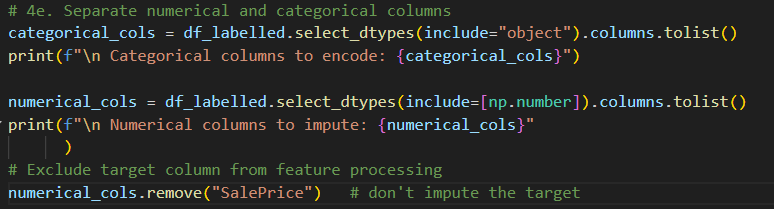 # 4e. Separate numerical and categorical columns
categorical_cols = df_labelled.select_dtypes(include="object").columns.tolist()
print(f"\n Categorical columns to encode: {categorical_cols}")
numerical_cols = df_labelled.select_dtypes(include=[np.number]).columns.tolist()
print(f"\n Numerical columns to impute: {numerical_cols}"
)
# Exclude target column from feature processing
numerical_cols.remove("SalePrice")   # don't impute the target